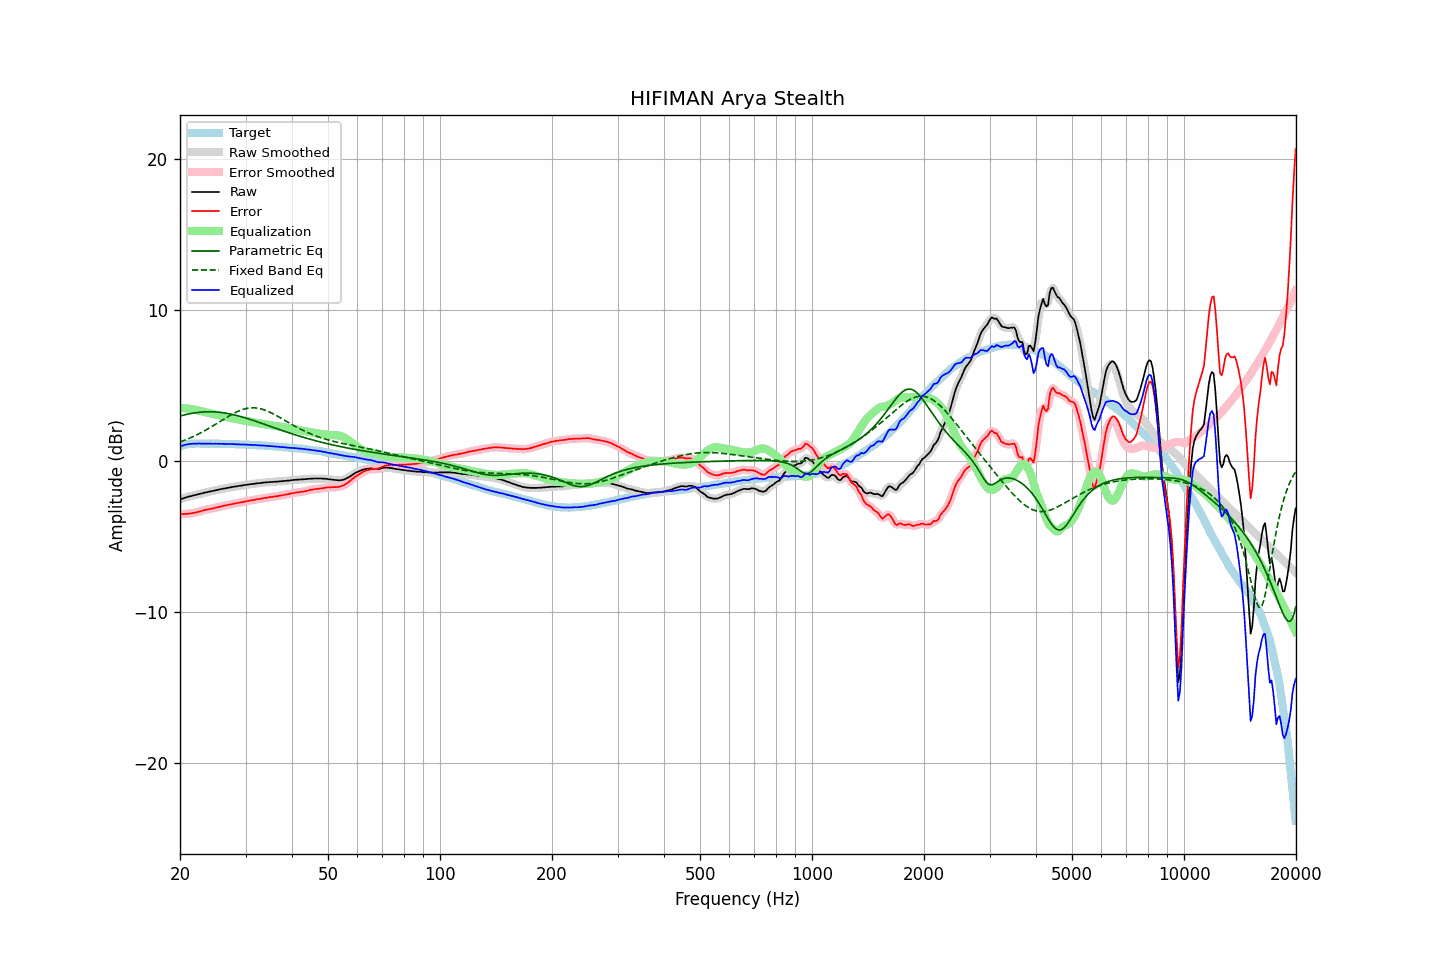 HIFIMAN Arya Stealth
Target
Raw Smoothed
Error Smoothed
Raw
Error
Equalization
Parametric Eq
Fixed Band Eq
Equalized
Amplitude (dBr)
20
10
0
−10
−20
20 50 100 200 500 1000 2000 5000 10000 20000
Frequency (Hz)